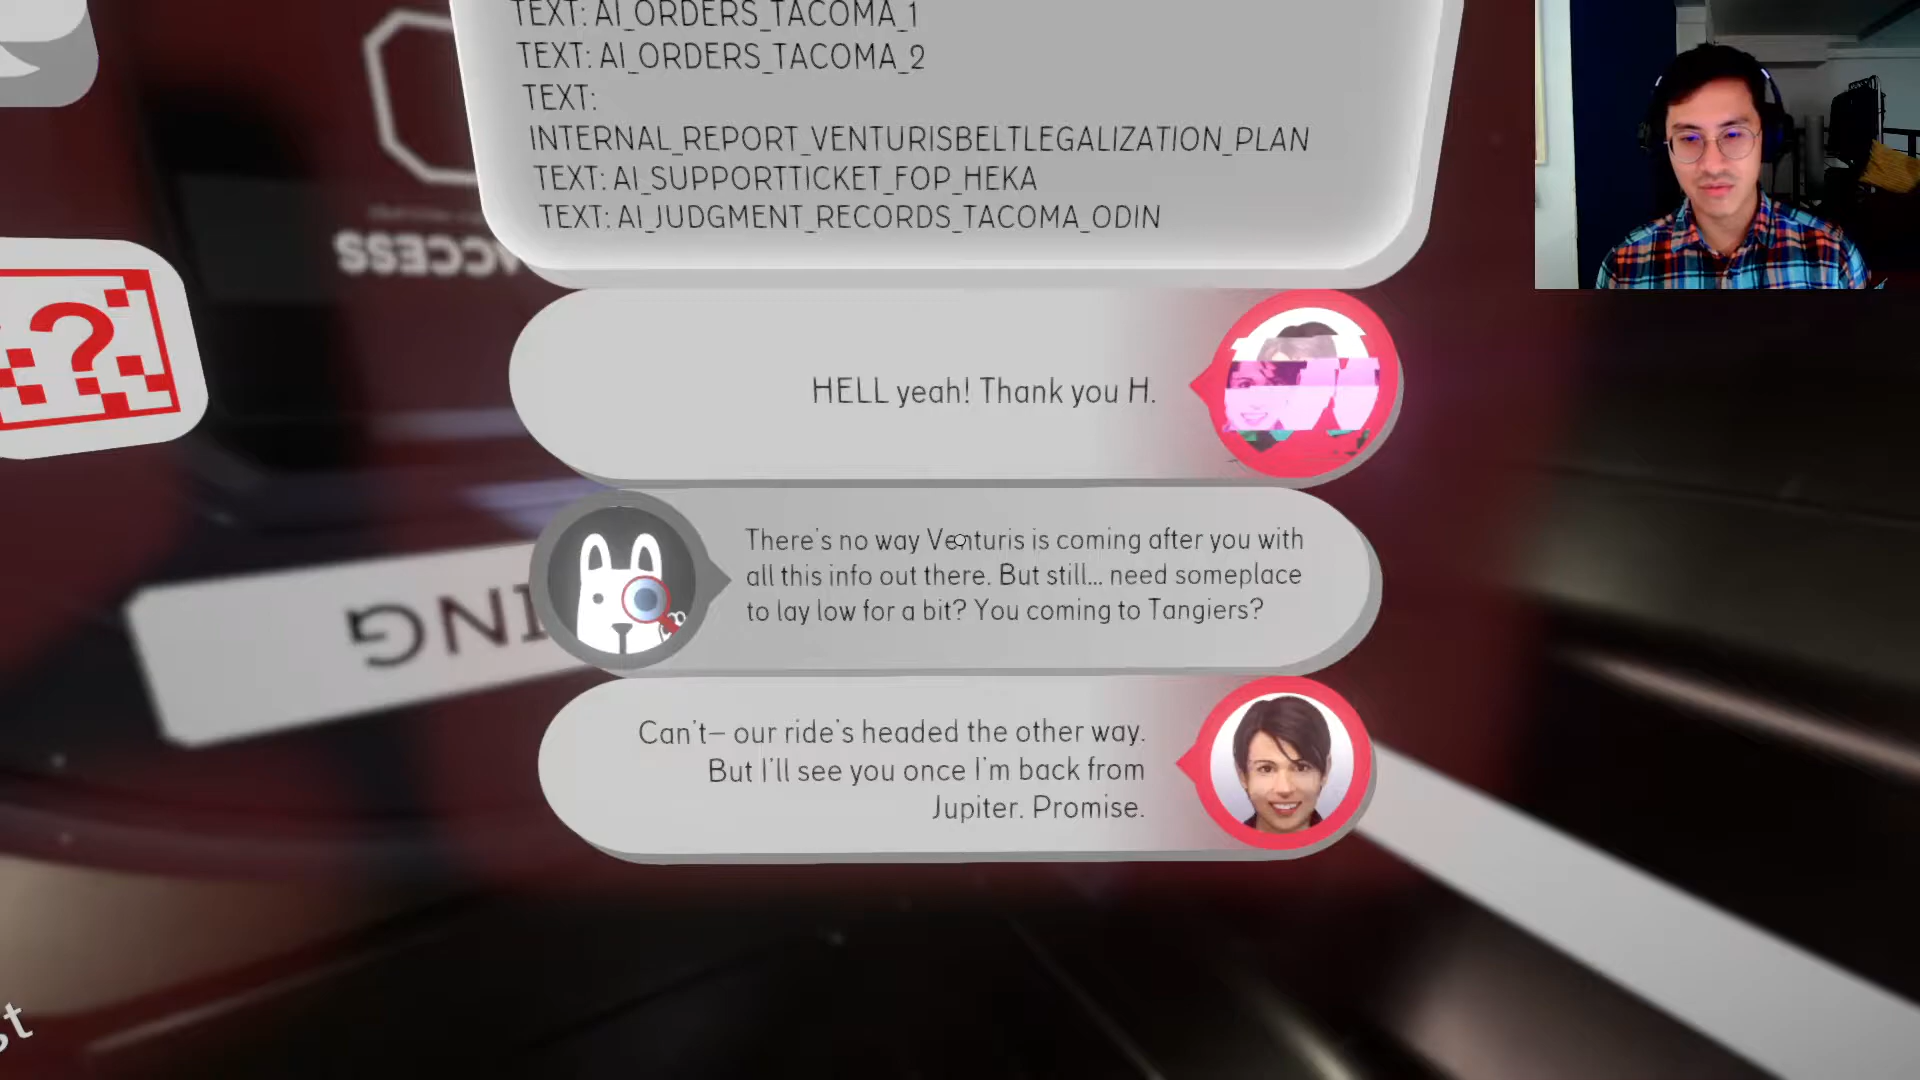 TEXT: AI_ORDERS_TACOMA_1
TEXT: AI_ORDERS_TACOMA_2
TEXT:
INTERNAL_REPORT_VENTURISBELTLEGALIZATION_PLAN
TEXT: AI_SUPPORTTICKET_FOP_HEKA
TEXT: AI_JUDGMENT_RECORDS_TACOMA_ODIN
?
HELL yeah! Thank you H.
There's no way Venturis is coming after you with
all this info out there. But still... need someplace
to lay low for a bit? You coming to Tangiers?
Can't– our ride's headed the other way.
But I'll see you once I'm back from
Jupiter. Promise.